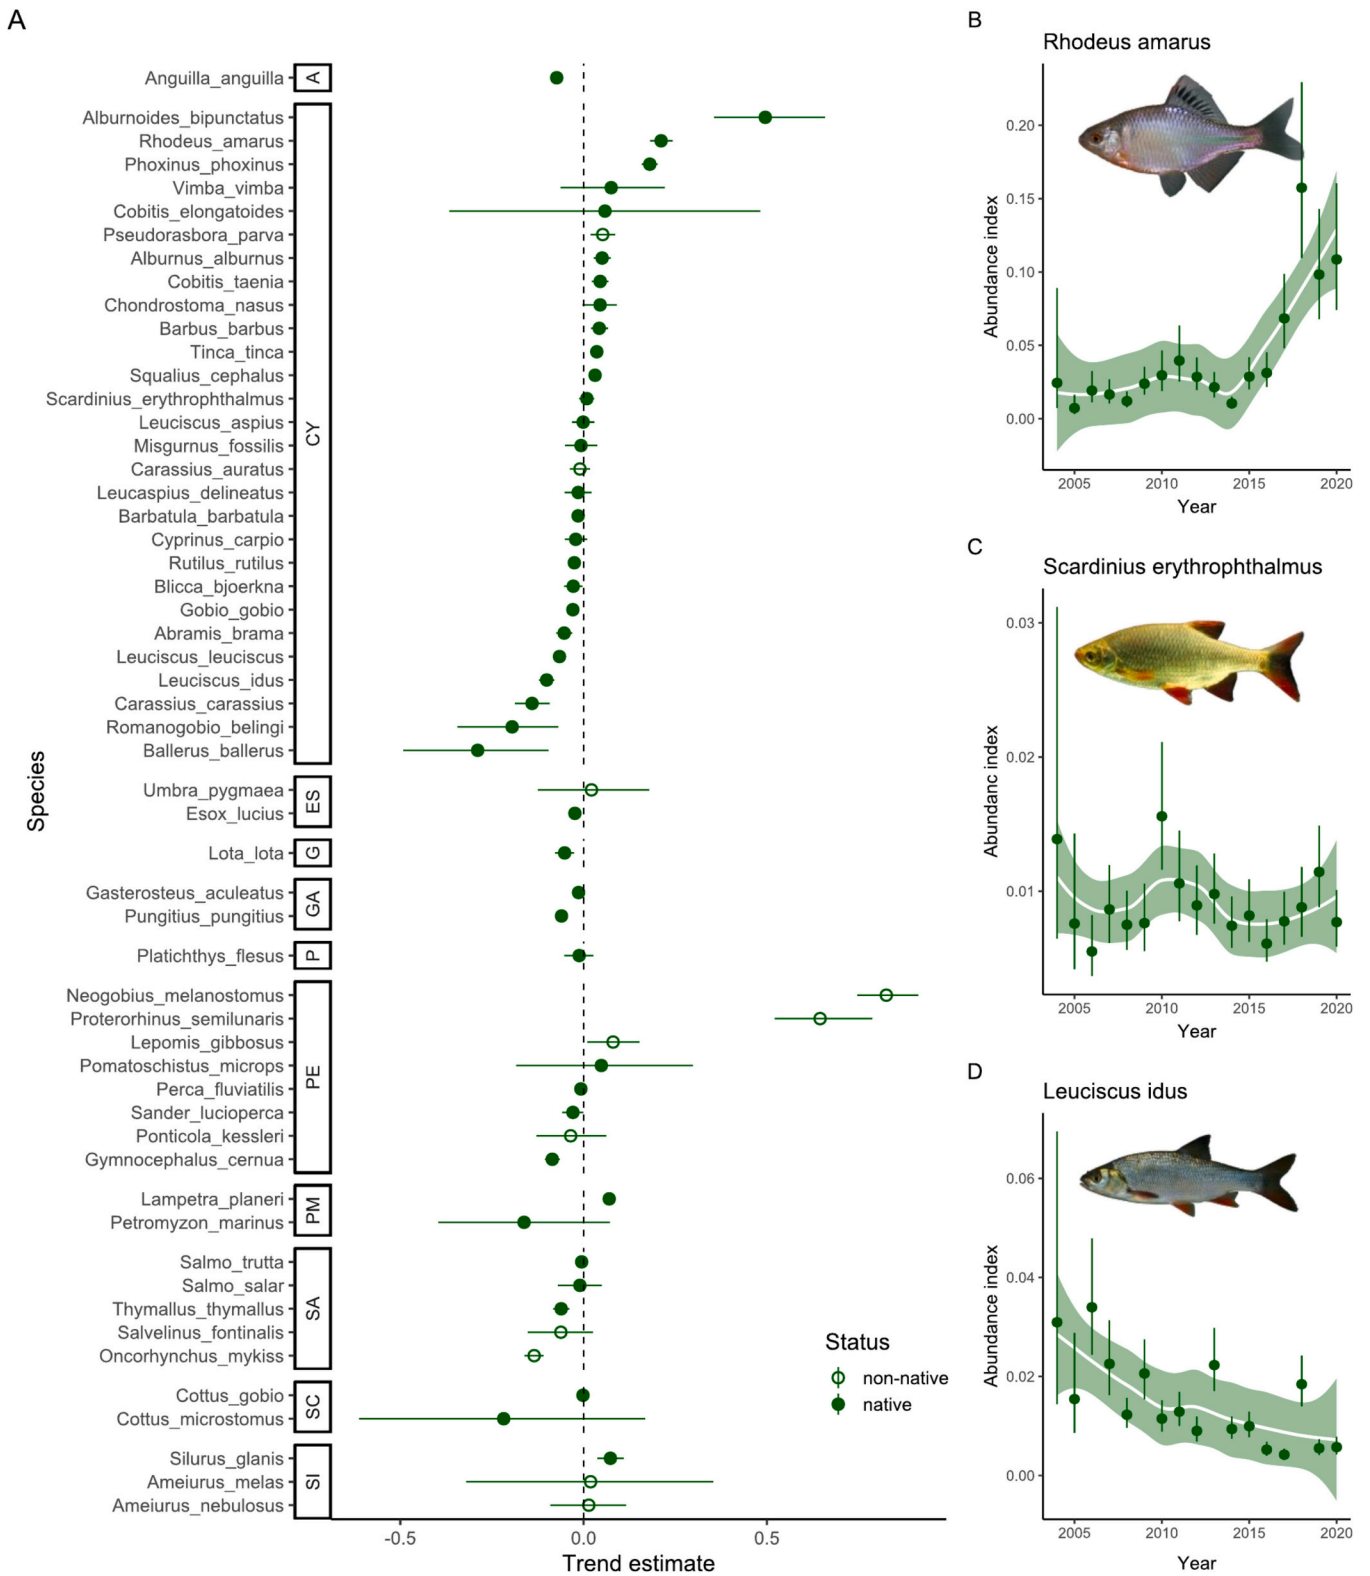 A
Anguilla_anguilla
A
Alburnoides_bipunctatus
Rhodeus_amarus
Phoxinus_phoxinus
Vimba_vimba
Cobitis_elongatoides
Pseudorasbora_parva
Alburnus_alburnus
Cobitis_taenia
Chondrostoma_nasus
Barbus_barbus
Tinca_tinca
Squalius_cephalus
Scardinius_erythrophthalmus
Leuciscus_aspius
Misgurnus_fossilis
Carassius_auratus
Leucaspius_delineatus
Barbatula_barbatula
Cyprinus_carpio
Rutilus_rutilus
Blicca_bjoerkna
Gobio_gobio
Abramis_brama
Leuciscus_leuciscus
Leuciscus_idus
Carassius_carassius
Romanogobio_belingi
Ballerus_ballerus
CY
Umbra_pygmaea
Esox_lucius
ES
Lota_lota
G
Gasterosteus_aculeatus
Pungitius_pungitius
GA
Platichthys_flesus
P
Neogobius_melanostomus
Proterorhinus_semilunaris
Lepomis_gibbosus
Pomatoschistus_microps
Perca_fluviatilis
Sander_lucioperca
Ponticola_kessleri
Gymnocephalus_cernua
PE
Lampetra_planeri
Petromyzon_marinus
PM
Salmo_trutta
Salmo_salar
Thymallus_thymallus
Salvelinus_fontinalis
Oncorhynchus_mykiss
SA
Cottus_gobio
Cottus_microstomus
SC
Silurus_glanis
Ameiurus_melas
Ameiurus_nebulosus
SI
Species
-0.5 0.0 0.5
Trend estimate
Status
non-native
native
B
Rhodeus amarus
Abundance index
0.20
0.15
0.10
0.05
0.00
2005 2010 2015 2020
Year
C
Scardinius erythrophthalmus
Abundanc index
0.03
0.02
0.01
2005 2010 2015 2020
Year
D
Leuciscus idus
Abundance index
0.06
0.04
0.02
0.00
2005 2010 2015 2020
Year